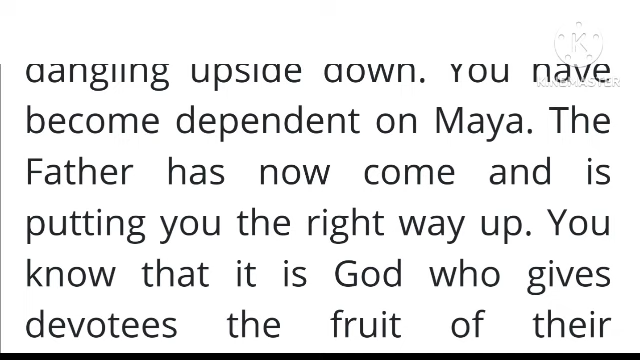 dangling upside down. You have
become dependent on Maya. The
Father has now come and is
putting you the right way up. You
know that it is God who gives
devotees the fruit of their
K
KINEMASTER